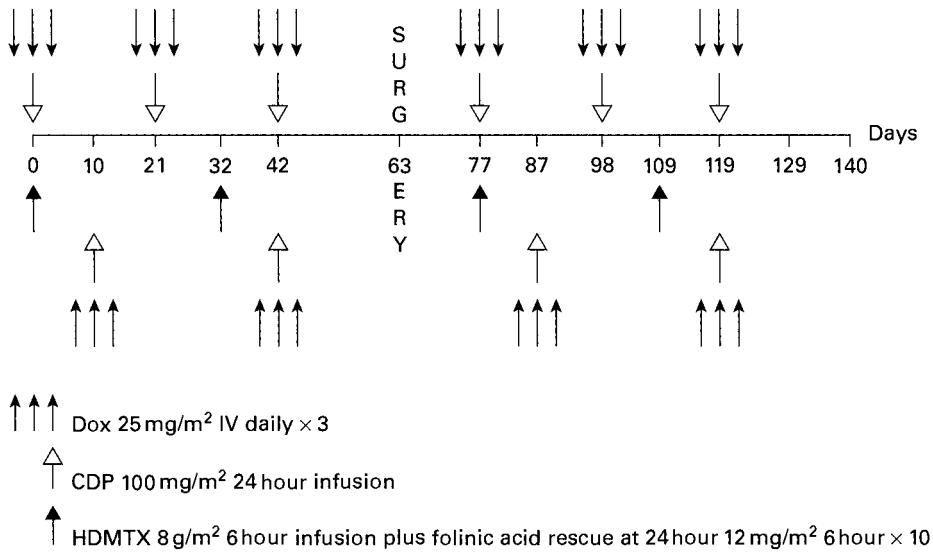 SURG
Days
0 10 21 32 42 63 77 87 98 109 119 129 140
ERY
Dox 25 mg/m² IV daily × 3
CDP 100 mg/m² 24 hour infusion
HDMTX 8 g/m² 6 hour infusion plus folinic acid rescue at 24 hour 12 mg/m² 6 hour × 10